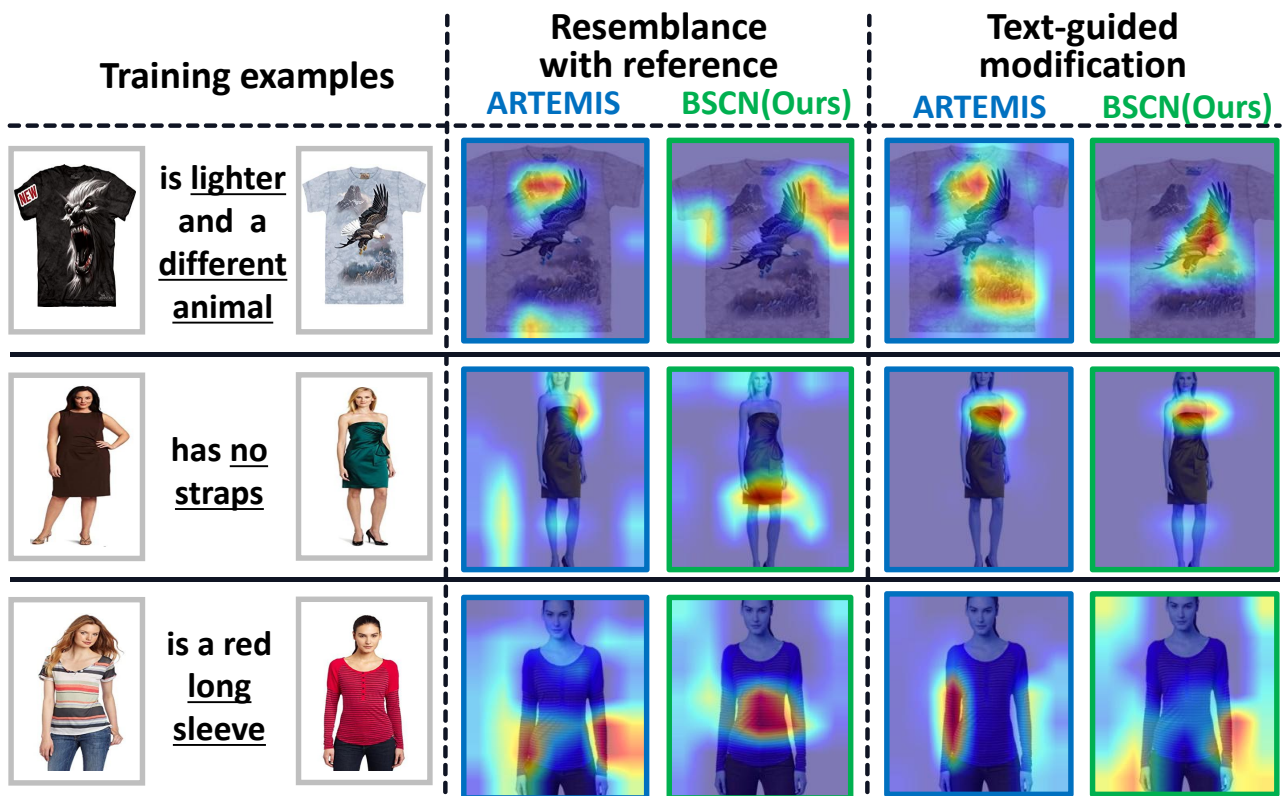 Training examples
Resemblance
with reference
ARTEMIS BSCN(Ours)
Text-guided
modification
ARTEMIS BSCN(Ours)
NEW
is lighter
and a
different
animal
has no
straps
is a red
long
sleeve